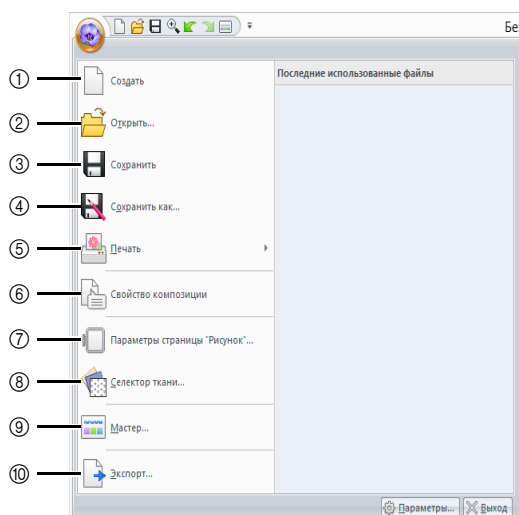 Бе
① Создать
② Открыть...
③ Сохранить
④ Сохранить как...
⑤ Печать
⑥ Свойство композиции
⑦ Параметры страницы "Рисунок"...
⑧ Селектор ткани...
⑨ Мастер...
⑩ Экспорт...
Последние использованные файлы
Параметры... Выход